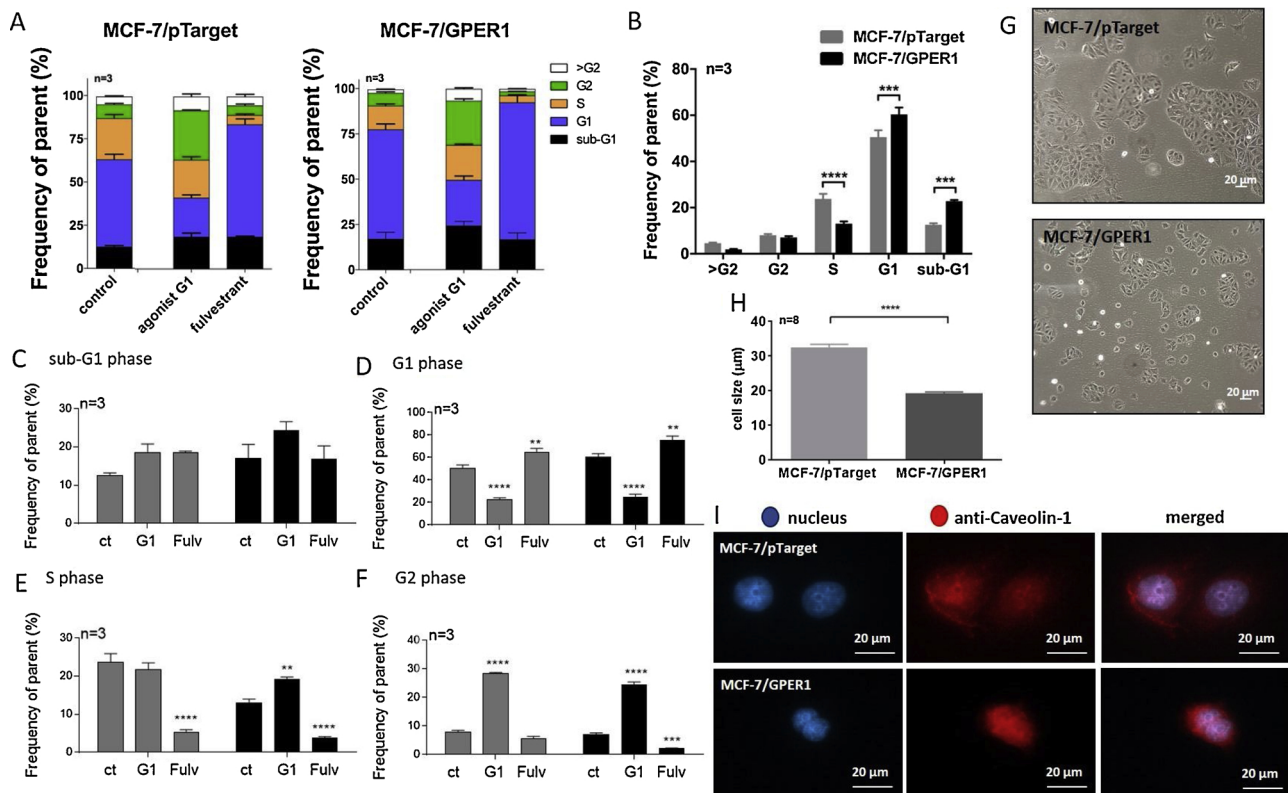 A
MCF-7/pTarget
MCF-7/GPER1
Frequency of parent (%)
n=3
100
75
50
25
0
control
agonist G1
fulvestrant
Frequency of parent (%)
n=3
100
75
50
25
0
control
agonist G1
fulvestrant
>G2
G2
S
G1
sub-G1
B
MCF-7/pTarget
MCF-7/GPER1
n=3
Frequency of parent (%)
80
60
40
20
0
****
***
***
>G2
G2
S
G1
sub-G1
G
MCF-7/pTarget
20 µm
MCF-7/GPER1
20 µm
H
n=8
****
cell size (µm)
40
30
20
10
0
MCF-7/pTarget
MCF-7/GPER1
C
sub-G1 phase
n=3
Frequency of parent (%)
30
20
10
0
ct
G1
Fulv
ct
G1
Fulv
D
G1 phase
n=3
Frequency of parent (%)
100
80
60
40
20
0
****
**
****
**
ct
G1
Fulv
ct
G1
Fulv
E
S phase
n=3
Frequency of parent (%)
30
20
10
0
****
**
****
ct
G1
Fulv
ct
G1
Fulv
F
G2 phase
n=3
Frequency of parent (%)
40
30
20
10
0
****
****
***
ct
G1
Fulv
ct
G1
Fulv
I
nucleus
anti-Caveolin-1
merged
MCF-7/pTarget
20 µm
20 µm
20 µm
MCF-7/GPER1
20 µm
20 µm
20 µm